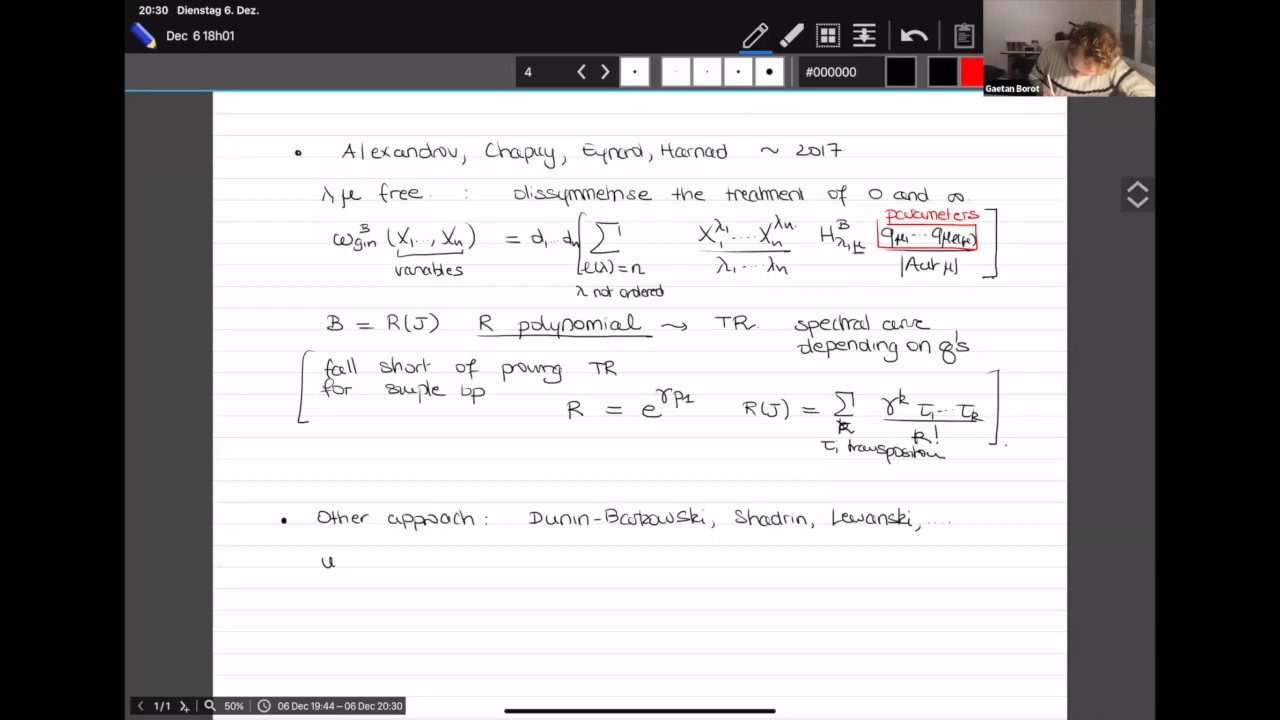 20:30 Dienstag 6. Dez.
Dec 6 18h01
4
#000000
Gaetan Borot
• Alexandrov, Chapuy, Eynard, Harnad ~ 2017
λ μ free : dissymmetrise the treatment of 0 and ∞
parameters
ω_{g,n}^B (X_1..., X_n) = d_1...d_n [ Σ_{ℓ(λ)=n} X_1^{λ_1} .... X_n^{λ_n} / λ_1 ... λ_n H^B_{λ,μ} q_{μ_1} ... q_{μ_{ℓ(μ)}} / |Aut μ| ]
variables
λ not ordered
B = R(J) R polynomial ⇝ TR. spectral curve
depending on q's
[ fall short of proving TR
for simple bp
R = e^{γp_1} R(J) = Σ_k γ^k τ_1 ... τ_k / k! ].
τ_i transposition
• Other approach : Dunin-Barkowski, Shadrin, Lewanski, ....
u
1/1
50%
06 Dec 19:44 – 06 Dec 20:30